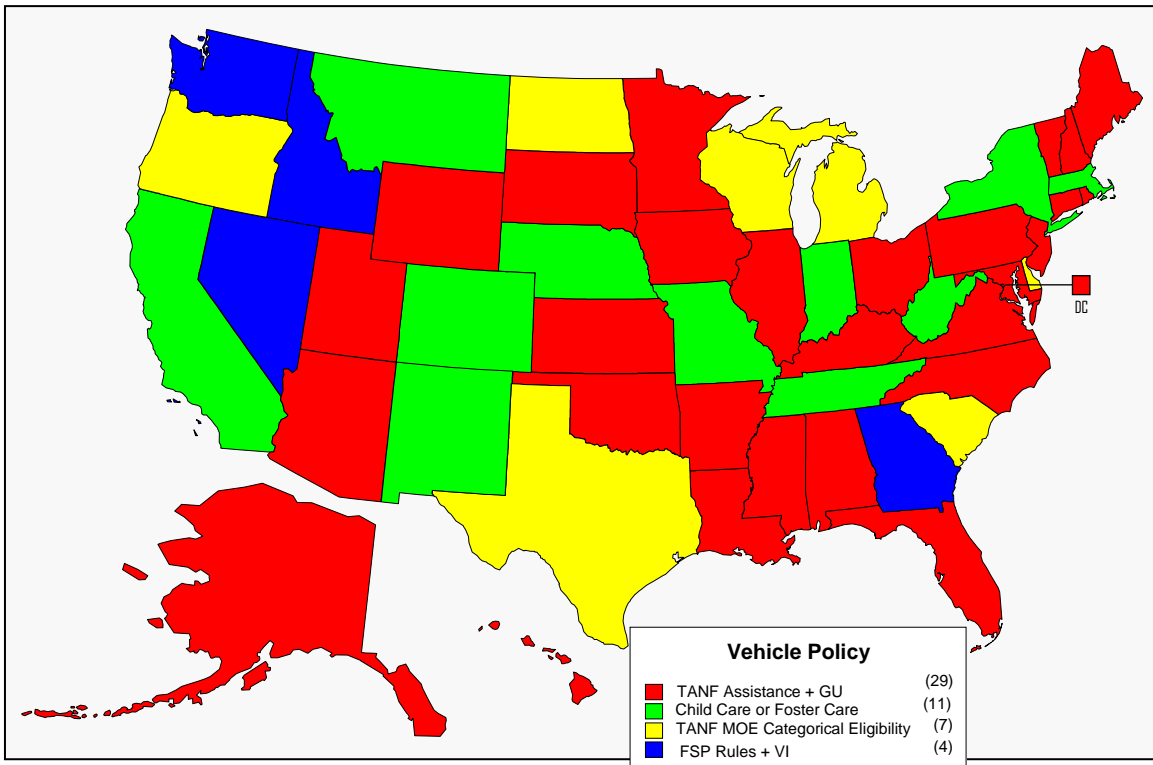 DC
Vehicle Policy
TANF Assistance + GU (29)
Child Care or Foster Care (11)
TANF MOE Categorical Eligibility (7)
FSP Rules + VI (4)